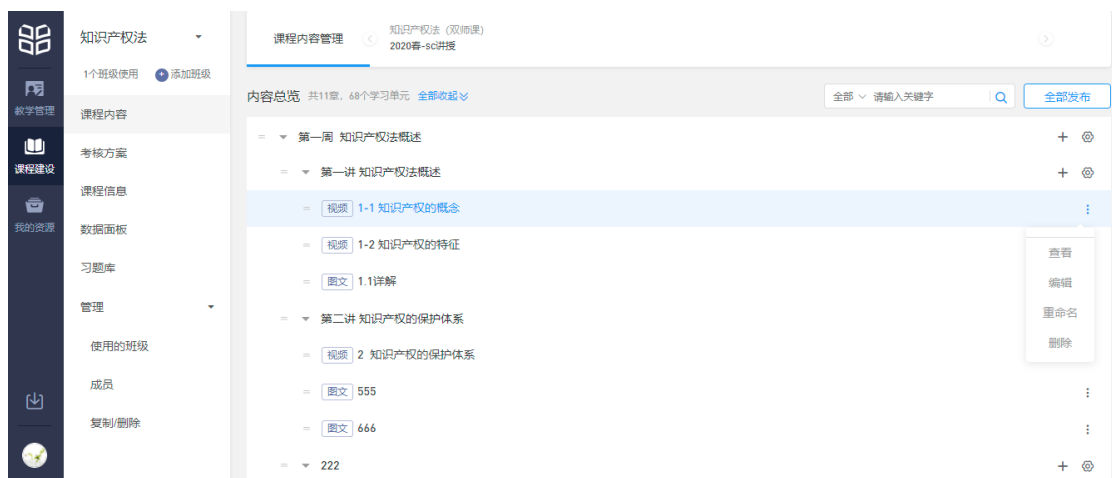 教学管理
课程建设
我的资源
知识产权法
1个班级使用 添加班级
课程内容
考核方案
课程信息
数据面板
习题库
管理
使用的班级
成员
复制/删除
课程内容管理
知识产权法（双师课）
2020春-sc讲授
内容总览 共11章，68个学习单元 全部收起
全部 请输入关键字
全部发布
第一周 知识产权法概述
第一讲 知识产权法概述
视频 1-1 知识产权的概念
视频 1-2 知识产权的特征
图文 1.1详解
第二讲 知识产权的保护体系
视频 2 知识产权的保护体系
图文 555
图文 666
222
查看
编辑
重命名
删除